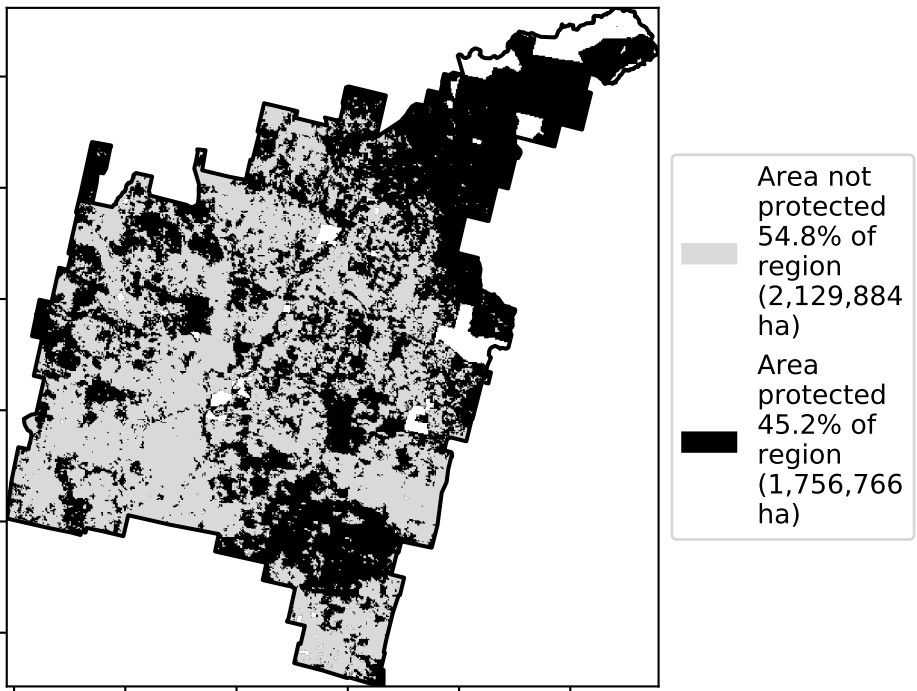 Area not
protected
54.8% of
region
(2,129,884
ha)
Area
protected
45.2% of
region
(1,756,766
ha)